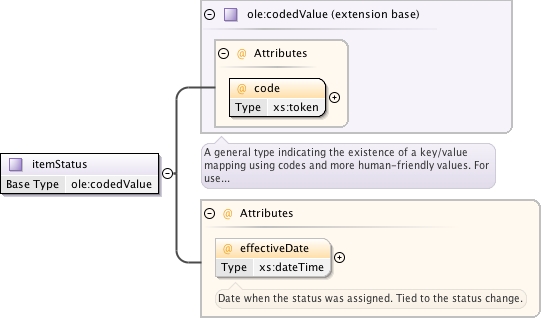 ole:codedValue (extension base)
@ Attributes
@ code
Type xs:token
A general type indicating the existence of a key/value
mapping using codes and more human-friendly values. For
use...
itemStatus
Base Type ole:codedValue
@ Attributes
@ effectiveDate
Type xs:dateTime
Date when the status was assigned. Tied to the status change.